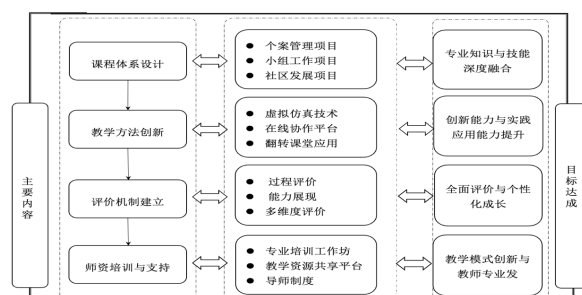 主要内容
课程体系设计
个案管理项目
小组工作项目
社区发展项目
专业知识与技能
深度融合
教学方法创新
虚拟仿真技术
在线协作平台
翻转课堂应用
创新能力与实践
应用能力提升
评价机制建立
过程评价
能力展现
多维度评价
全面评价与个性
化成长
师资培训与支持
专业培训工作坊
教学资源共享平台
导师制度
教学模式创新与
教师专业发
目标达成